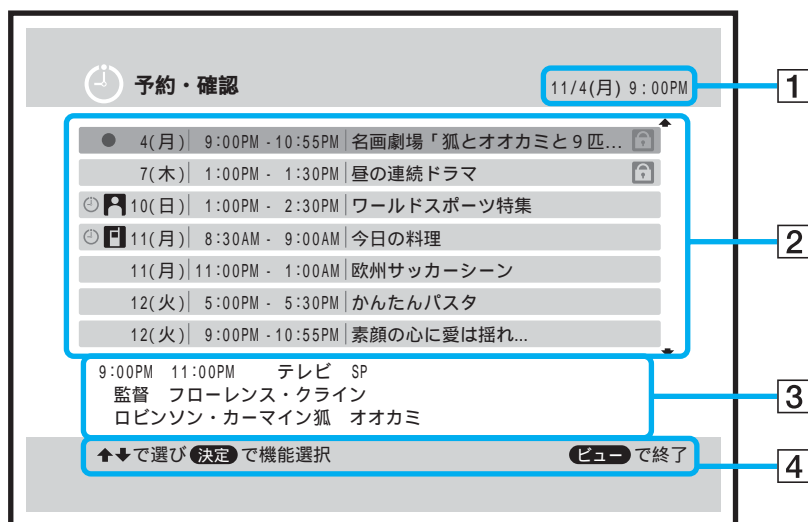 予約・確認
11/4(月) 9:00PM
1
4(月) 9:00PM - 10:55PM 名画劇場「狐とオオカミと9匹...
7(木) 1:00PM - 1:30PM 昼の連続ドラマ
10(日) 1:00PM - 2:30PM ワールドスポーツ特集
11(月) 8:30AM - 9:00AM 今日の料理
11(月) 11:00PM - 1:00AM 欧州サッカーシーン
12(火) 5:00PM - 5:30PM かんたんパスタ
12(火) 9:00PM - 10:55PM 素顔の心に愛は揺れ...
2
9:00PM 11:00PM テレビ SP
監督 フローレンス・クライン
ロビンソン・カーマイン狐 オオカミ
3
↑↓で選び 決定 で機能選択 ビュー で終了
4